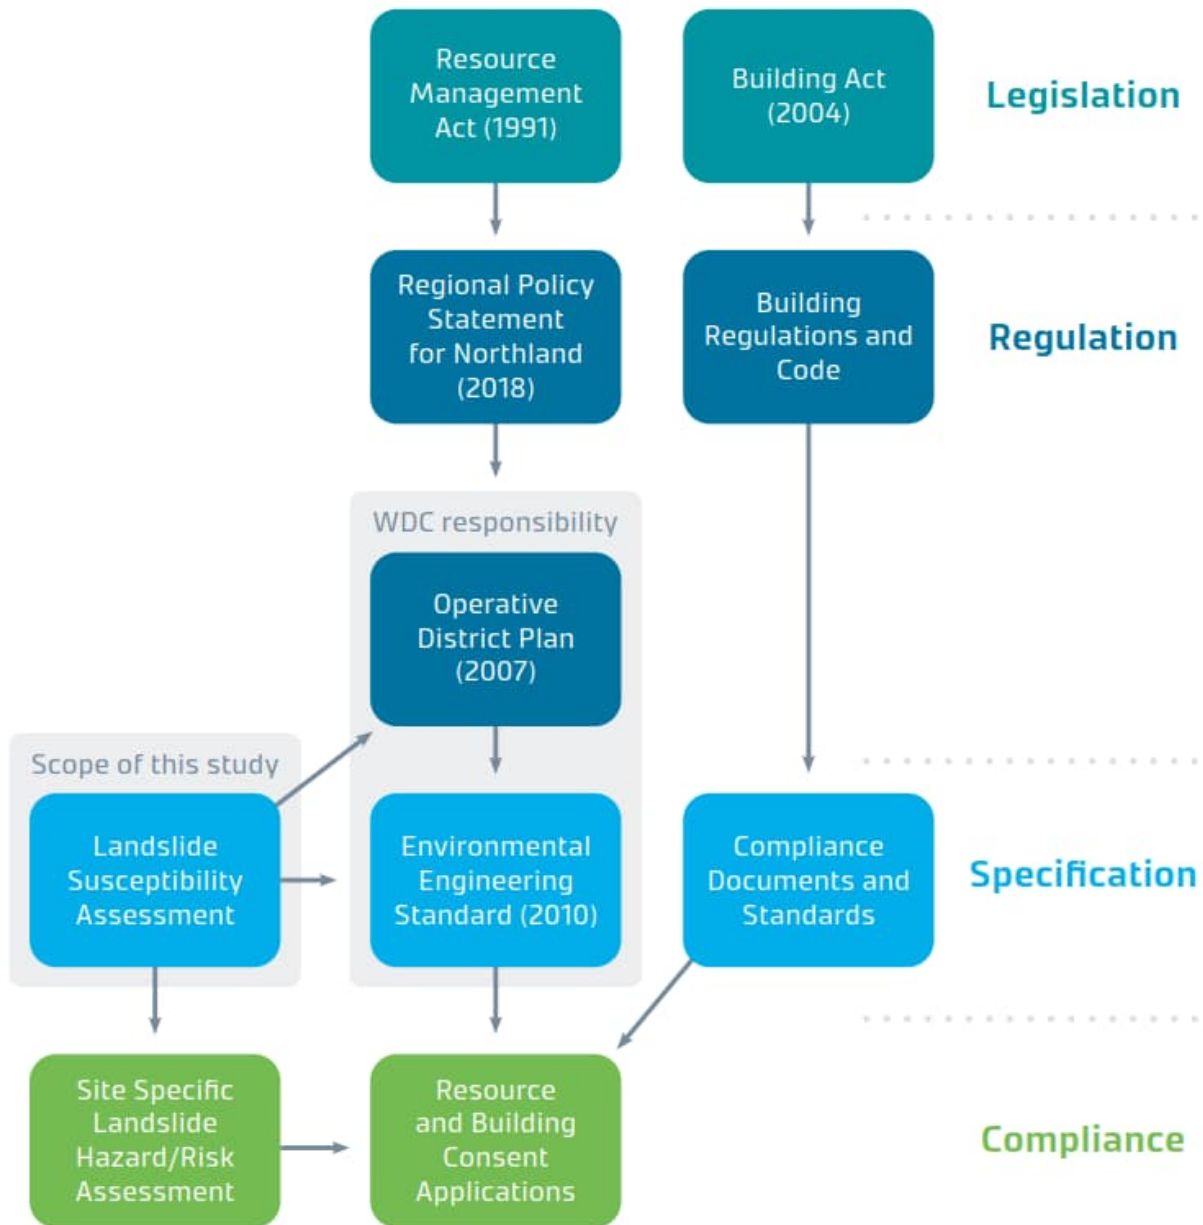 Resource
Management
Act (1991)
Building Act
(2004)
Legislation
Regional Policy
Statement
for Northland
(2018)
Building
Regulations and
Code
Regulation
WDC responsibility
Operative
District Plan
(2007)
Scope of this study
Landslide
Susceptibility
Assessment
Environmental
Engineering
Standard (2010)
Compliance
Documents and
Standards
Specification
Site Specific
Landslide
Hazard/Risk
Assessment
Resource
and Building
Consent
Applications
Compliance